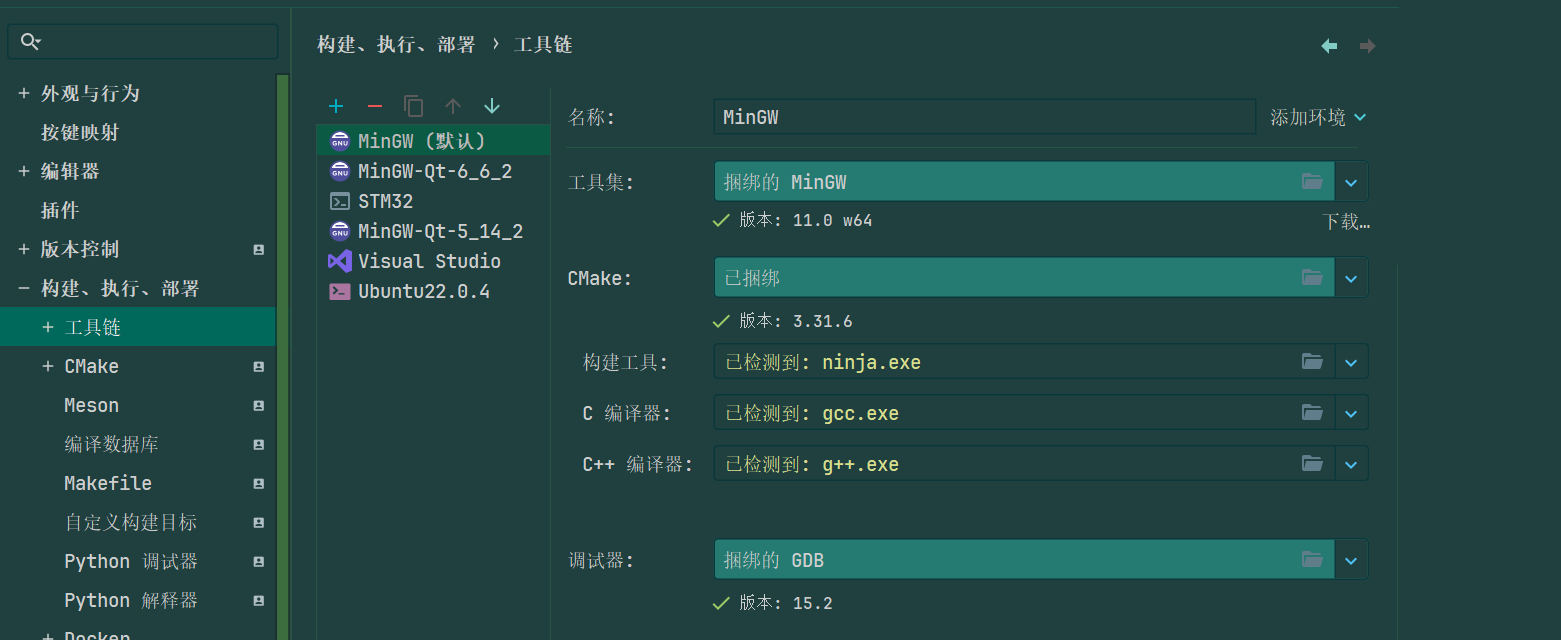 外观与行为
按键映射
编辑器
插件
版本控制
构建、执行、部署
工具链
CMake
Meson
编译数据库
Makefile
自定义构建目标
Python 调试器
Python 解释器
Docker
构建、执行、部署 › 工具链
MinGW (默认)
MinGW-Qt-6_6_2
STM32
MinGW-Qt-5_14_2
Visual Studio
Ubuntu22.0.4
名称: MinGW 添加环境
工具集: 捆绑的 MinGW
版本: 11.0 w64 下载…
CMake: 已捆绑
版本: 3.31.6
构建工具: 已检测到: ninja.exe
C 编译器: 已检测到: gcc.exe
C++ 编译器: 已检测到: g++.exe
调试器: 捆绑的 GDB
版本: 15.2